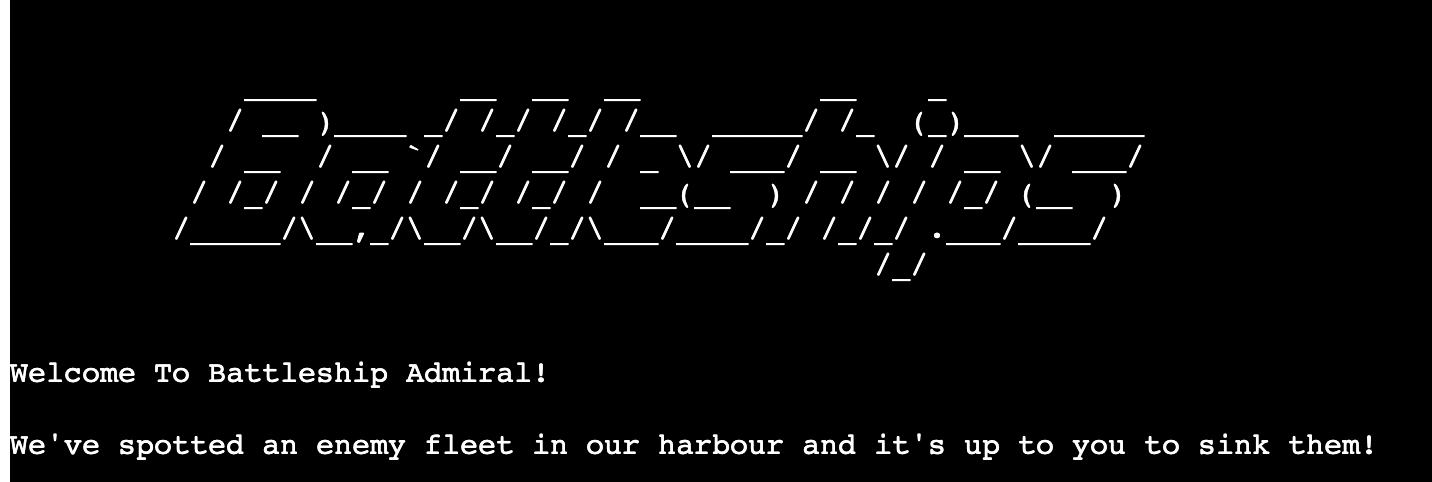 Battleships
Welcome To Battleship Admiral!
We've spotted an enemy fleet in our harbour and it's up to you to sink them!